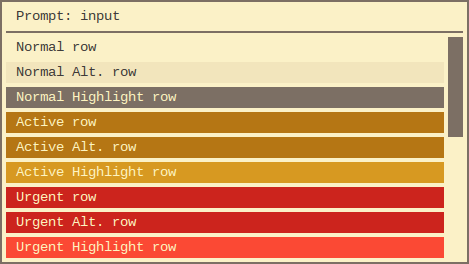 Prompt: input
Normal row
Normal Alt. row
Normal Highlight row
Active row
Active Alt. row
Active Highlight row
Urgent row
Urgent Alt. row
Urgent Highlight row